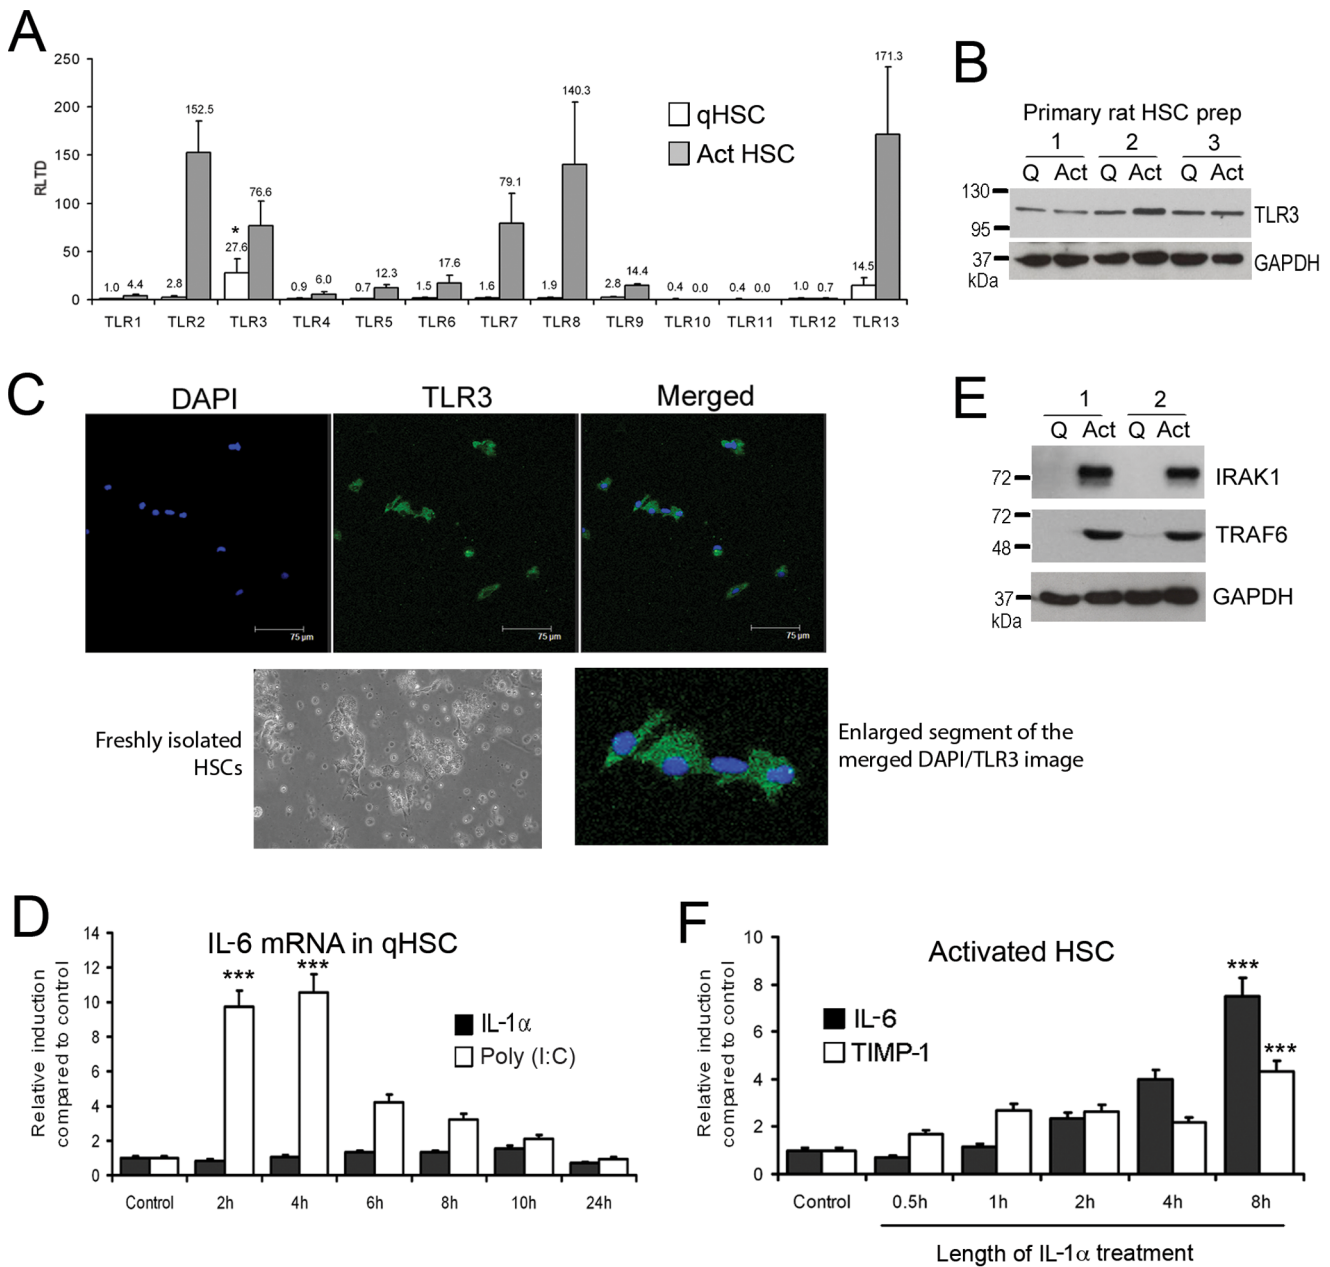 A
RLTD
250
200
150
100
50
0
1.0 4.4 2.8 152.5 * 27.6 76.6 0.9 6.0 0.7 12.3 1.5 17.6 1.6 79.1 1.9 140.3 2.8 14.4 0.4 0.0 0.4 0.0 1.0 0.7 14.5 171.3
TLR1 TLR2 TLR3 TLR4 TLR5 TLR6 TLR7 TLR8 TLR9 TLR10 TLR11 TLR12 TLR13
qHSC
Act HSC
B
Primary rat HSC prep
1 2 3
Q Act Q Act Q Act
130
95
TLR3
37
kDa
GAPDH
C
DAPI TLR3 Merged
75 µm 75 µm 75 µm
Freshly isolated
HSCs
Enlarged segment of the
merged DAPI/TLR3 image
E
1 2
Q Act Q Act
72
IRAK1
72
48
TRAF6
37
kDa
GAPDH
D
IL-6 mRNA in qHSC
Relative induction
ompared to control
14
12
10
8
6
4
2
0
*** ***
IL-1α
Poly (I:C)
Control 2h 4h 6h 8h 10h 24h
F
Activated HSC
Relative induction
compared to control
10
8
6
4
2
0
IL-6
TIMP-1
***
***
Control 0.5h 1h 2h 4h 8h
Length of IL-1α treatment